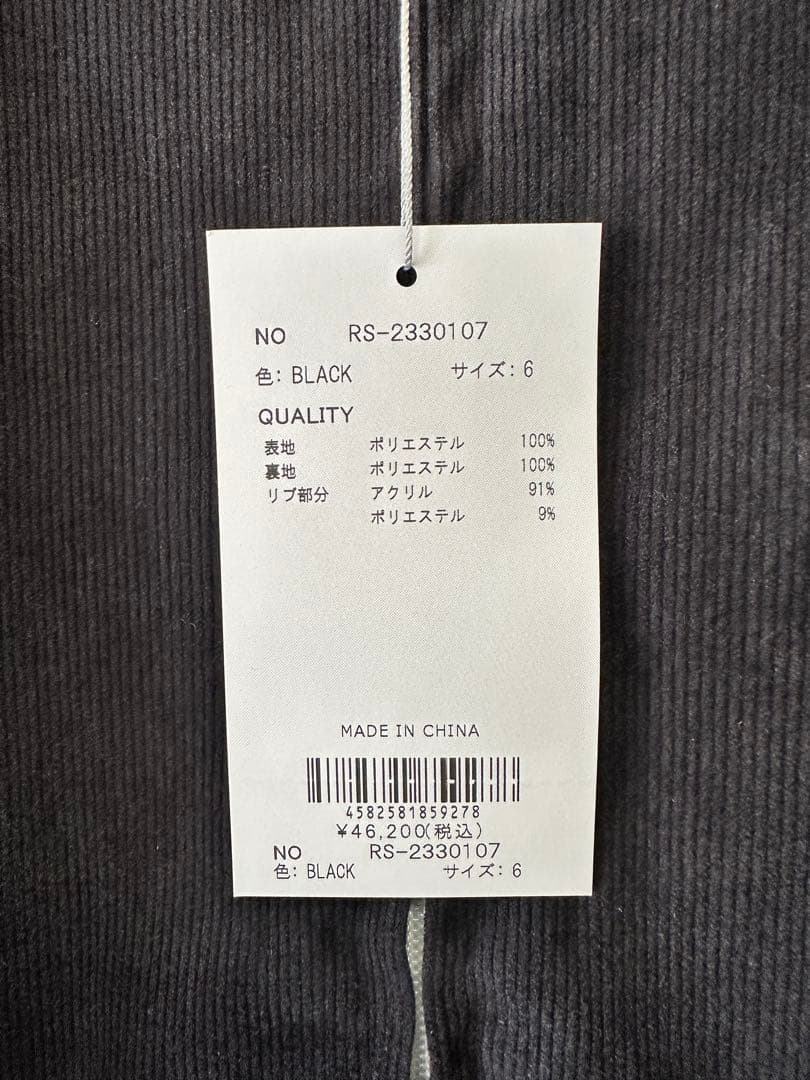 NO RS-2330107
色: BLACK サイズ: 6
QUALITY
表地 ポリエステル 100%
裏地 ポリエステル 100%
リブ部分 アクリル 91%
ポリエステル 9%
MADE IN CHINA
4582581859278
¥46,200(税込)
NO RS-2330107
色: BLACK サイズ: 6